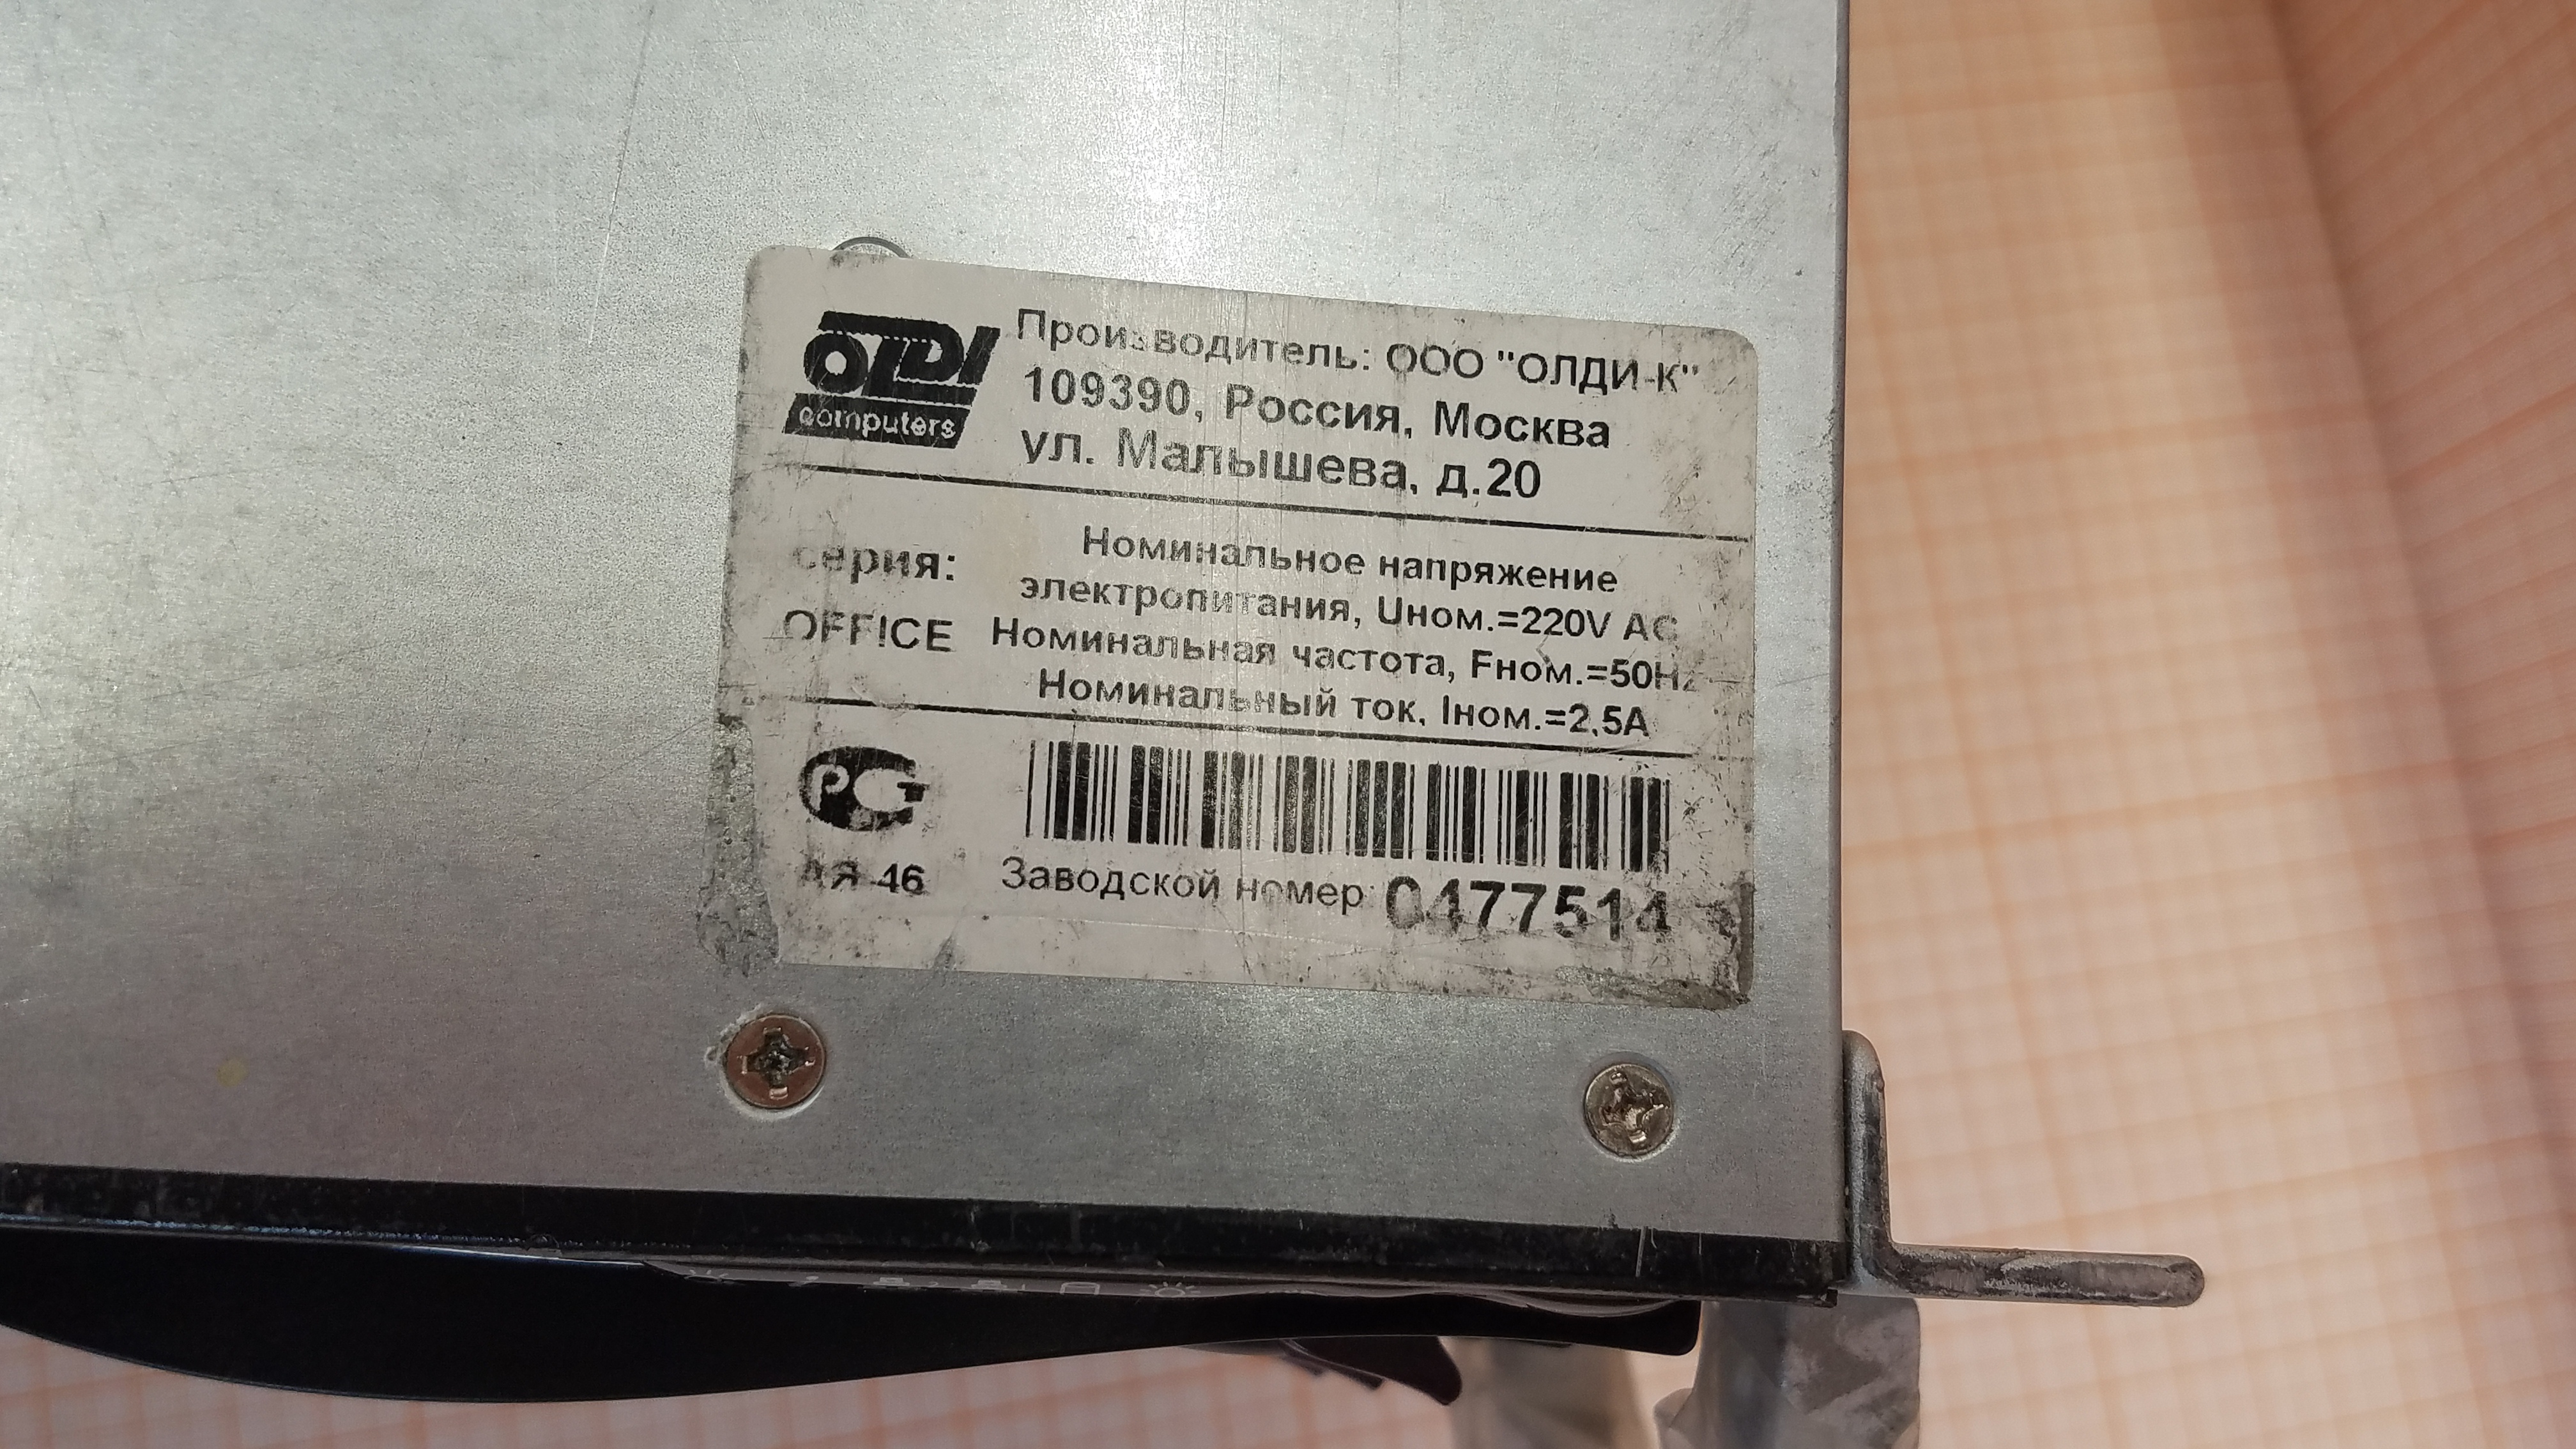 OLDI
computers
Производитель: ООО "ОЛДИ-К"
109390, Россия, Москва
ул. Малышева, д.20
серия:
OFFICE
Номинальное напряжение
электропитания, Uном.=220V AC
Номинальная частота, Fном.=50Hz
Номинальный ток, Iном.=2,5A
РСТ
АЯ 46
Заводской номер: 0477514